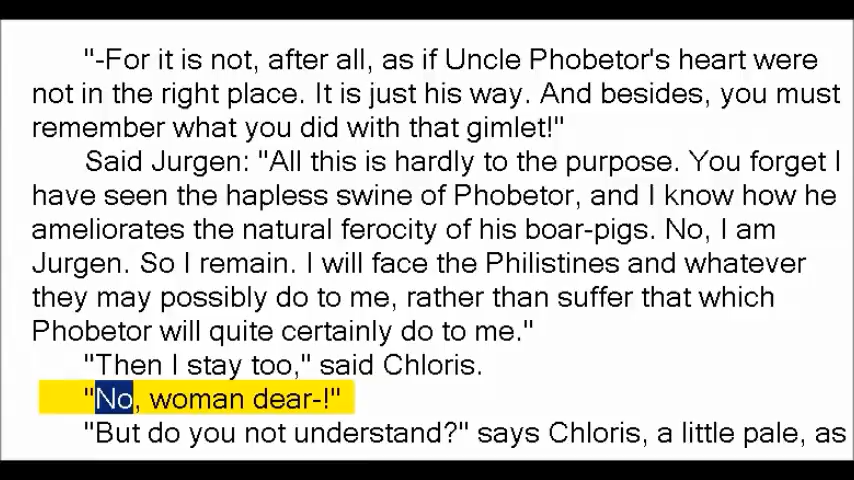 "-For it is not, after all, as if Uncle Phobetor's heart were
not in the right place. It is just his way. And besides, you must
remember what you did with that gimlet!"
Said Jurgen: "All this is hardly to the purpose. You forget I
have seen the hapless swine of Phobetor, and I know how he
ameliorates the natural ferocity of his boar-pigs. No, I am
Jurgen. So I remain. I will face the Philistines and whatever
they may possibly do to me, rather than suffer that which
Phobetor will quite certainly do to me."
"Then I stay too," said Chloris.
"No, woman dear-!"
"But do you not understand?" says Chloris, a little pale, as